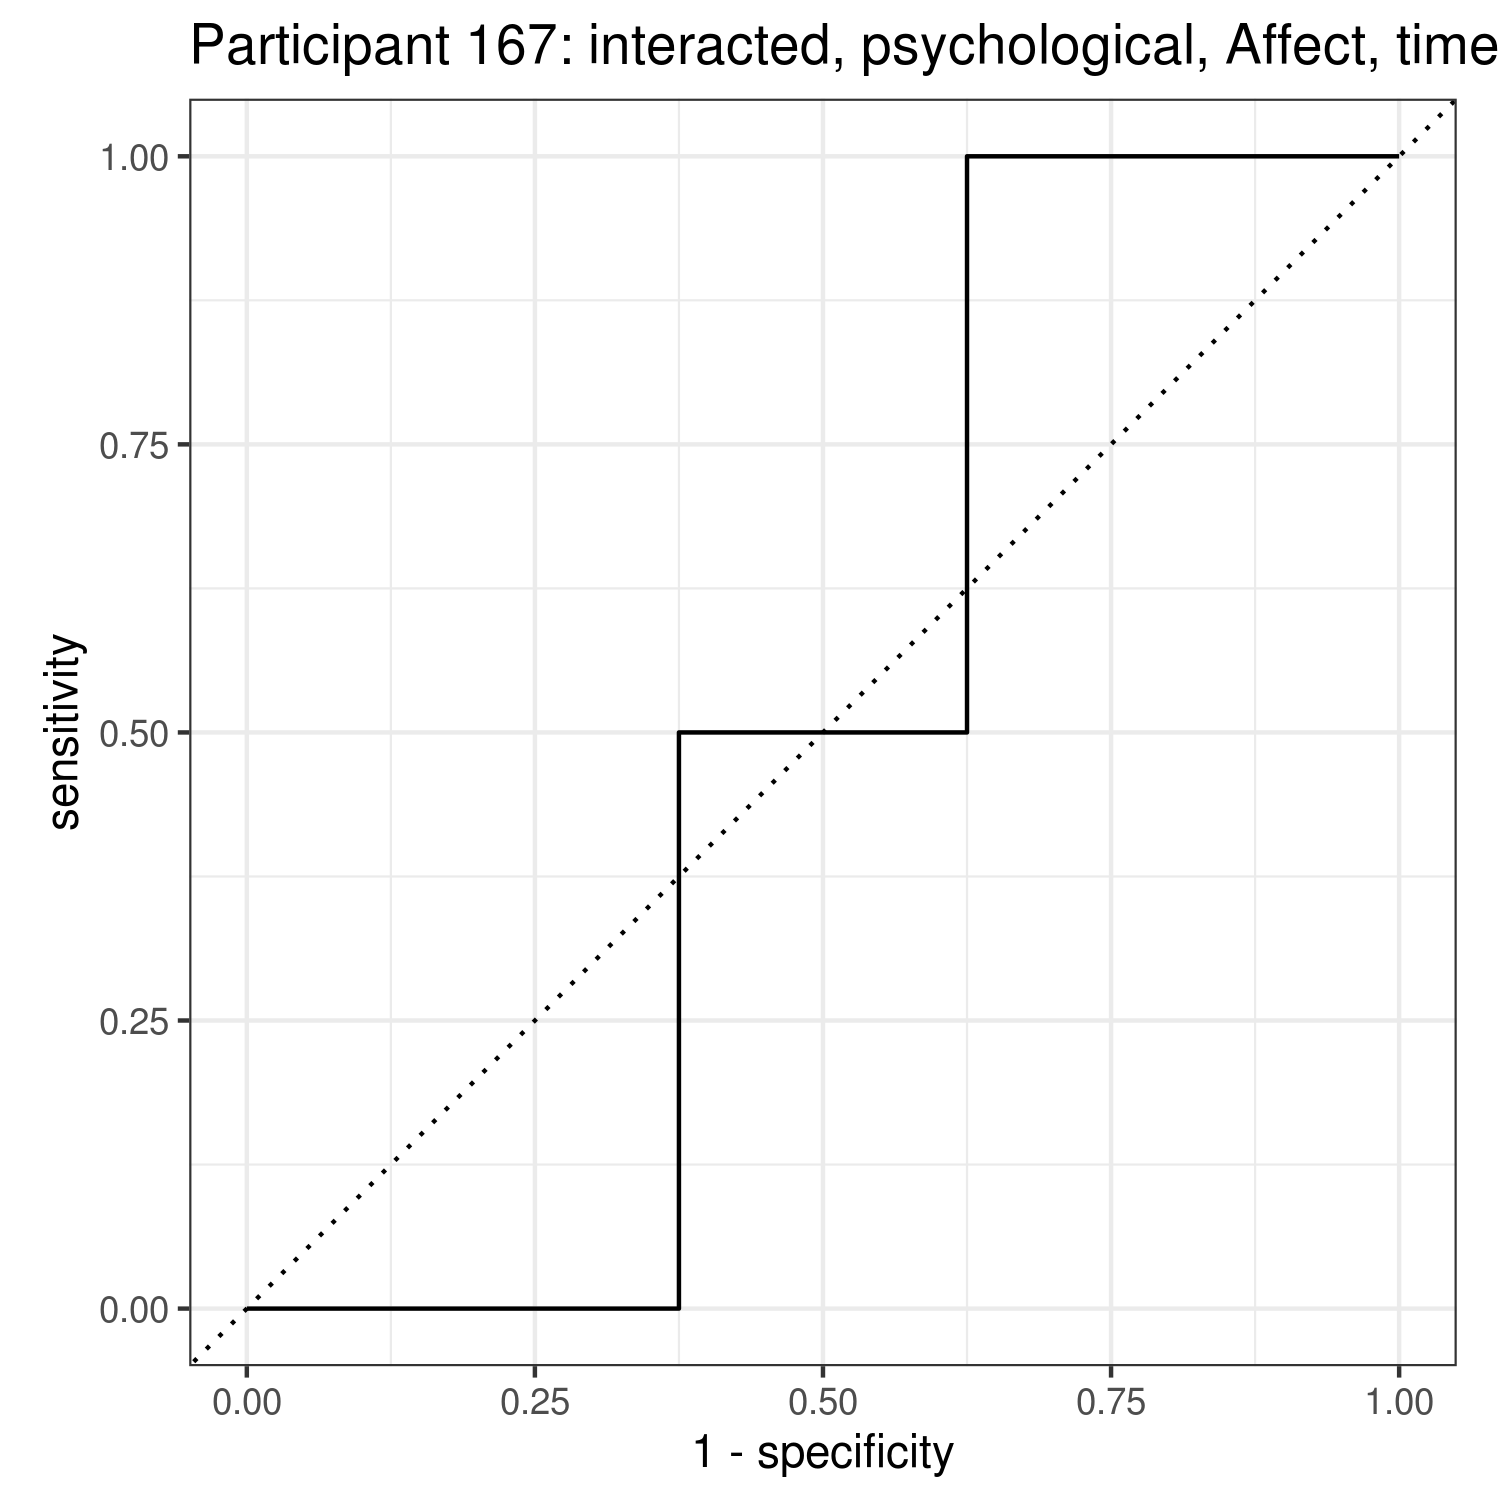 Participant 167: interacted, psychological, Affect, time
1.00
0.75
0.50
0.25
0.00
sensitivity
0.00 0.25 0.50 0.75 1.00
1 - specificity